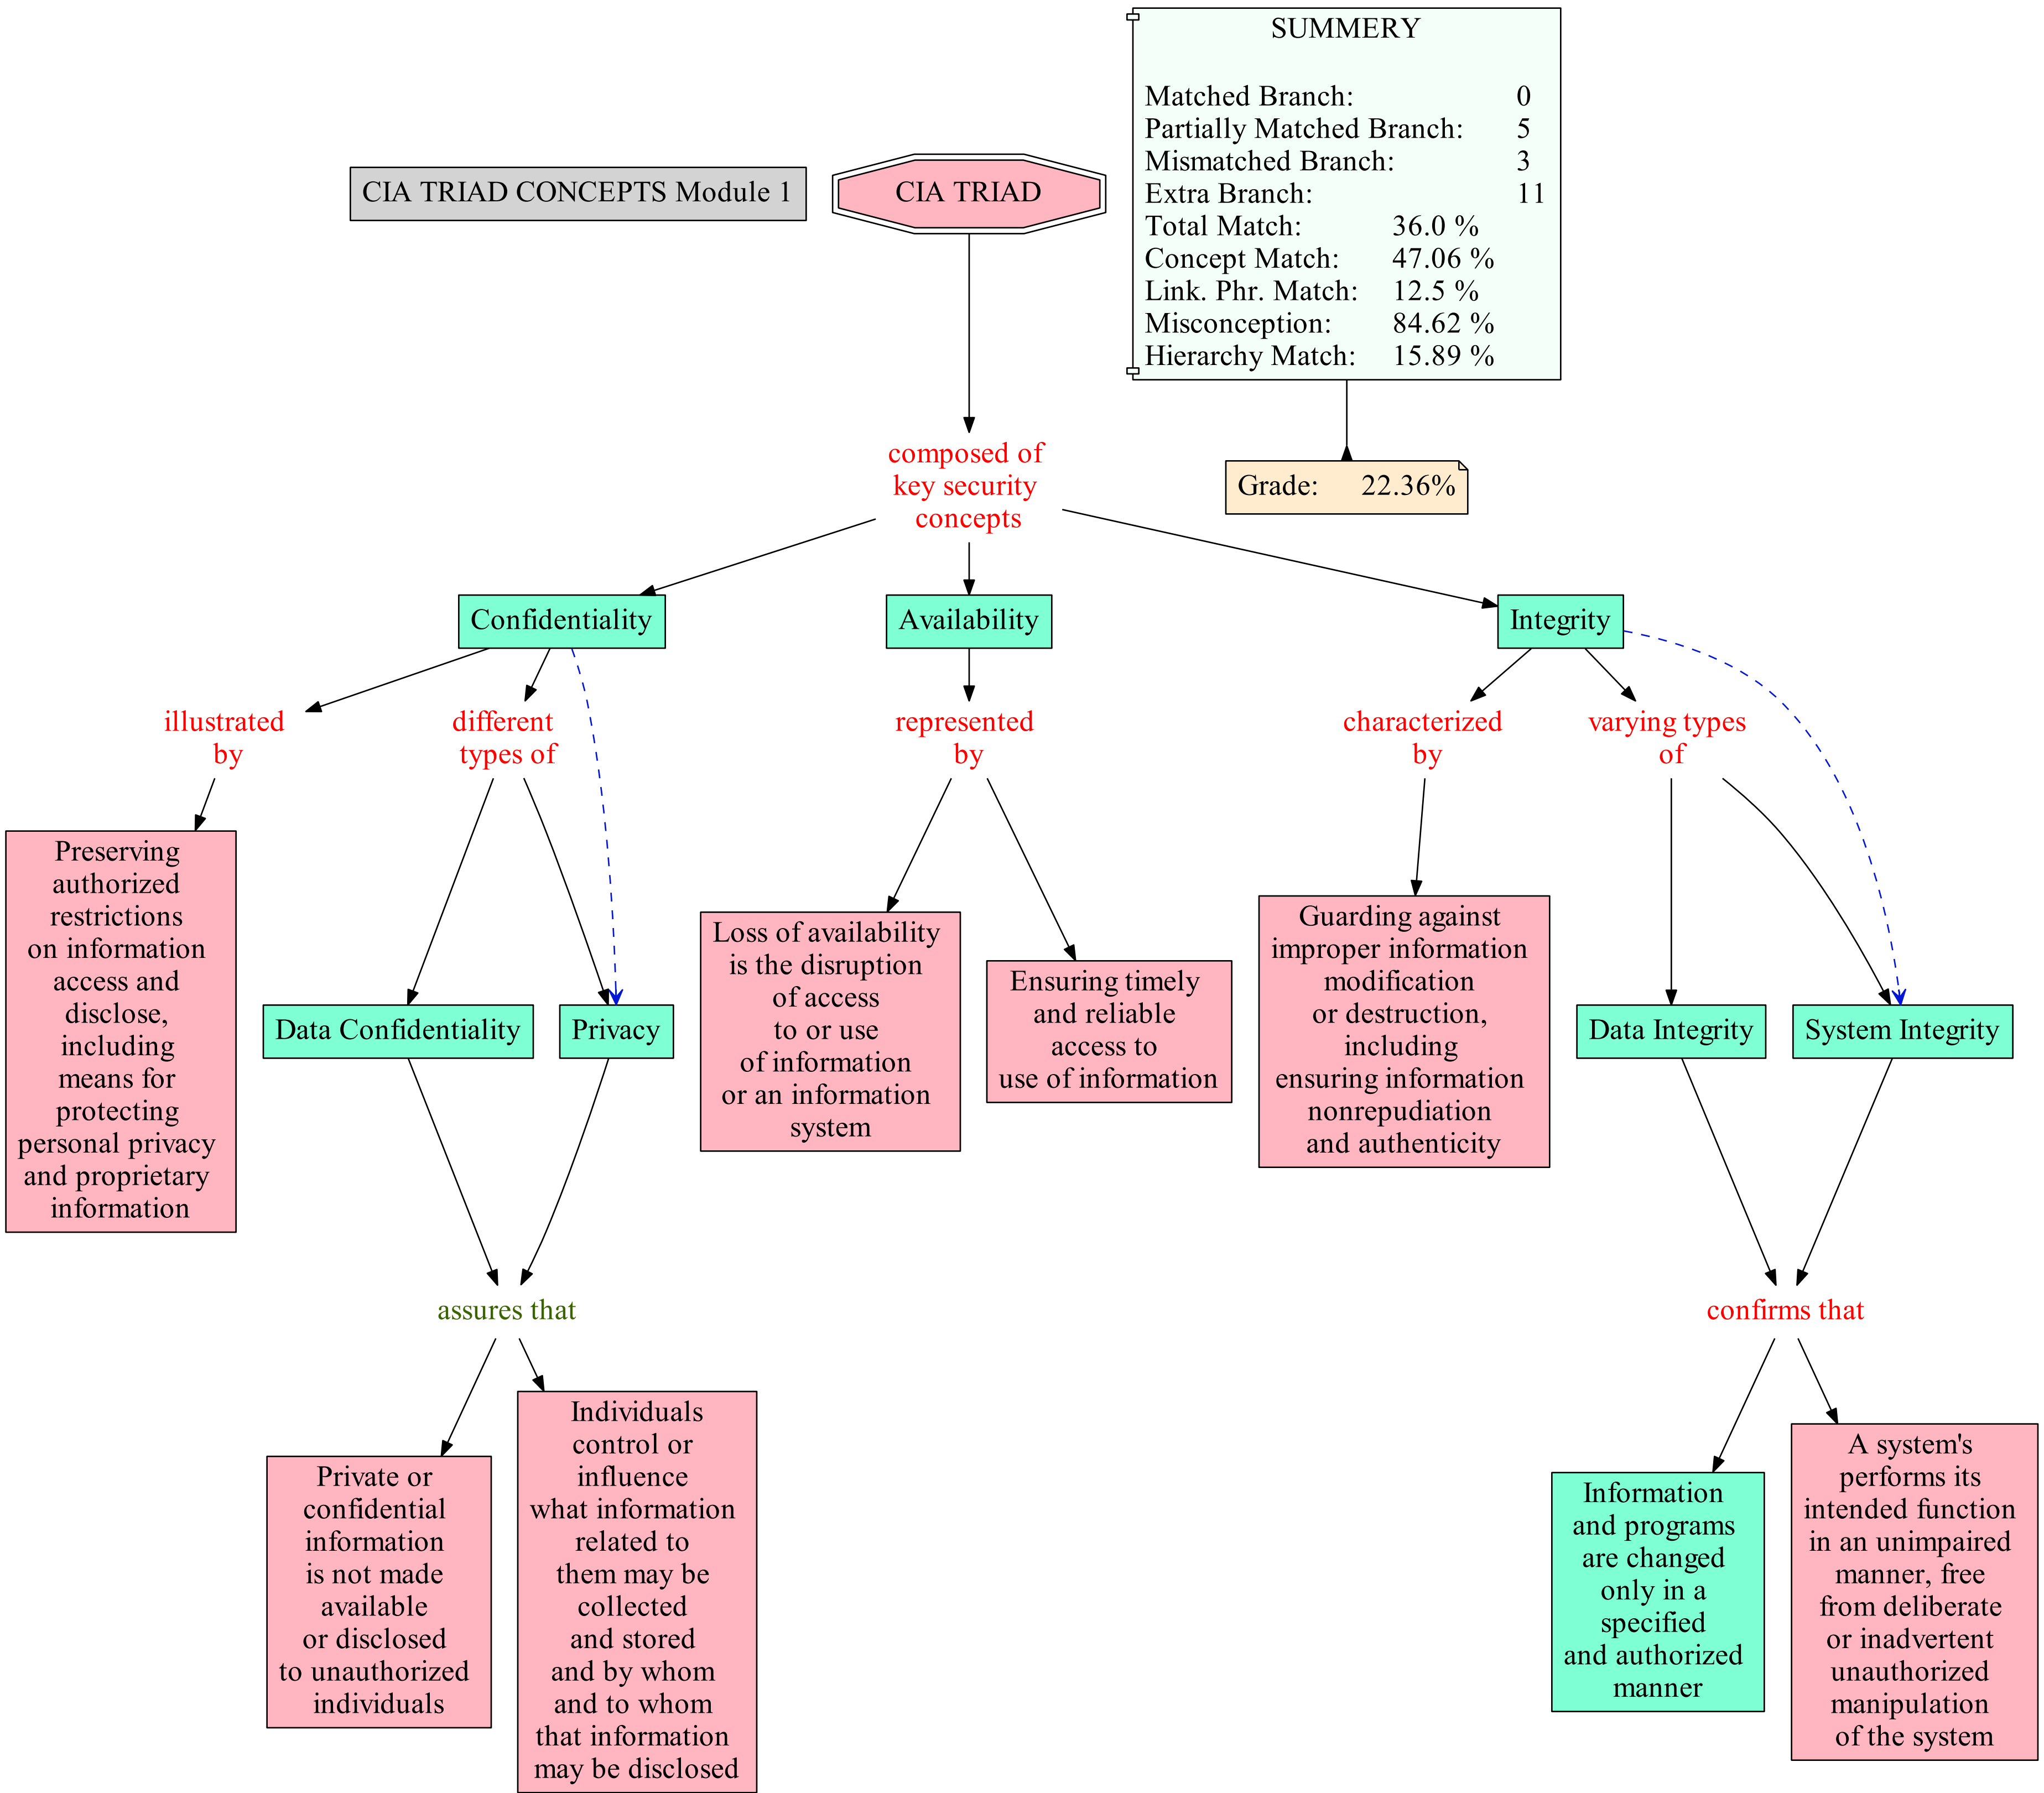 SUMMERY
Matched Branch: 0
Partially Matched Branch: 5
Mismatched Branch: 3
Extra Branch: 11
Total Match: 36.0 %
Concept Match: 47.06 %
Link. Phr. Match: 12.5 %
Misconception: 84.62 %
Hierarchy Match: 15.89 %
CIA TRIAD CONCEPTS Module 1
CIA TRIAD
Grade: 22.36%
composed of
key security
concepts
Confidentiality
Availability
Integrity
illustrated
by
different
types of
represented
by
characterized
by
varying types
of
Preserving
authorized
restrictions
on information
access and
disclose,
including
means for
protecting
personal privacy
and proprietary
information
Data Confidentiality
Privacy
Loss of availability
is the disruption
of access
to or use
of information
or an information
system
Ensuring timely
and reliable
access to
use of information
Guarding against
improper information
modification
or destruction,
including
ensuring information
nonrepudiation
and authenticity
Data Integrity
System Integrity
assures that
confirms that
Private or
confidential
information
is not made
available
or disclosed
to unauthorized
individuals
Individuals
control or
influence
what information
related to
them may be
collected
and stored
and by whom
and to whom
that information
may be disclosed
Information
and programs
are changed
only in a
specified
and authorized
manner
A system's
performs its
intended function
in an unimpaired
manner, free
from deliberate
or inadvertent
unauthorized
manipulation
of the system